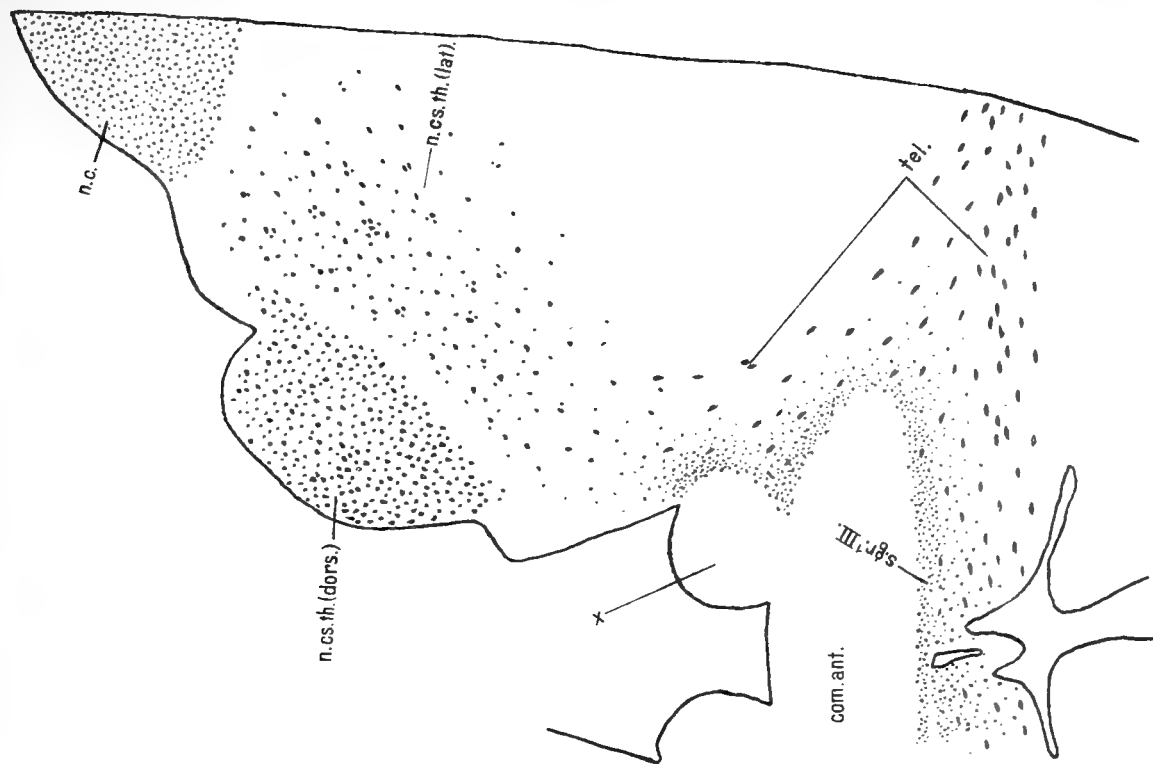 n.c.
n.cs.th.(lat).
tel.
n.cs.th.(dors.)
s.gr.'III.
x
com.ant.